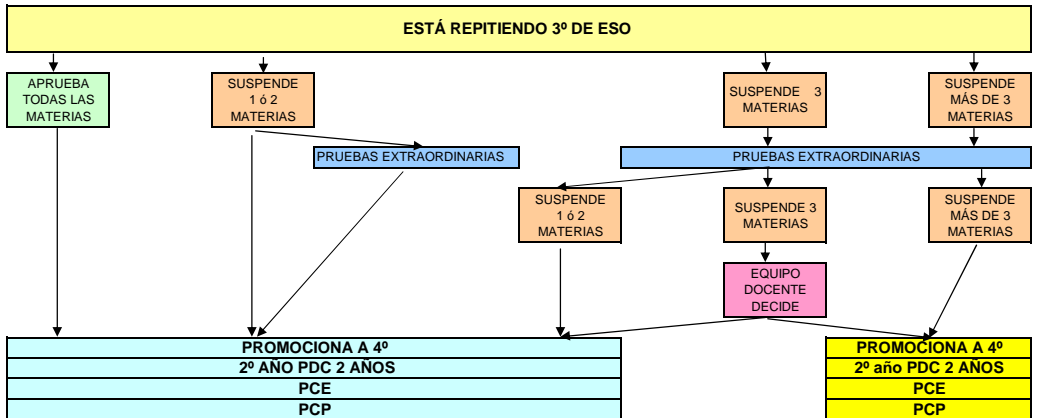 ESTÁ REPITIENDO 3º DE ESO
APRUEBA
TODAS LAS
MATERIAS
SUSPENDE
1 ó 2
MATERIAS
SUSPENDE 3
MATERIAS
SUSPENDE
MÁS DE 3
MATERIAS
PRUEBAS EXTRAORDINARIAS
PRUEBAS EXTRAORDINARIAS
SUSPENDE
1 ó 2
MATERIAS
SUSPENDE 3
MATERIAS
SUSPENDE
MÁS DE 3
MATERIAS
EQUIPO
DOCENTE
DECIDE
PROMOCIONA A 4º
2º AÑO PDC 2 AÑOS
PCE
PCP
PROMOCIONA A 4º
2º año PDC 2 AÑOS
PCE
PCP